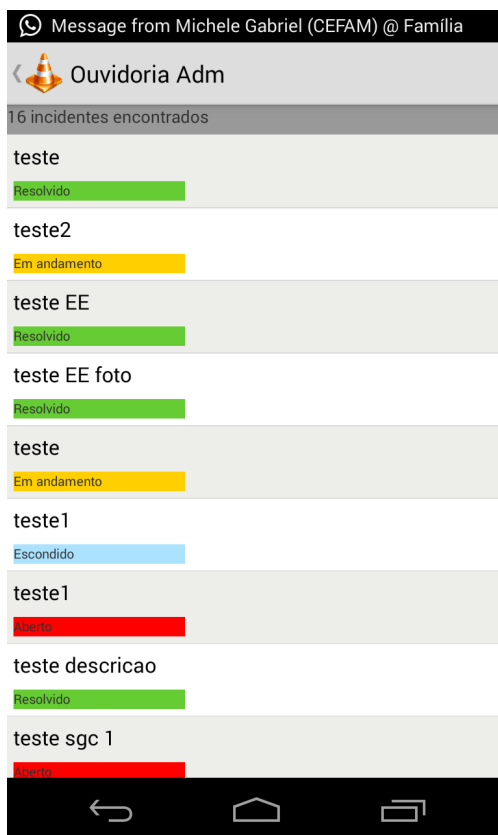 Message from Michele Gabriel (CEFAM) @ Família
Ouvidoria Adm
16 incidentes encontrados
teste
Resolvido
teste2
Em andamento
teste EE
Resolvido
teste EE foto
Resolvido
teste
Em andamento
teste1
Escondido
teste1
Aberto
teste descricao
Resolvido
teste sgc 1
Aberto